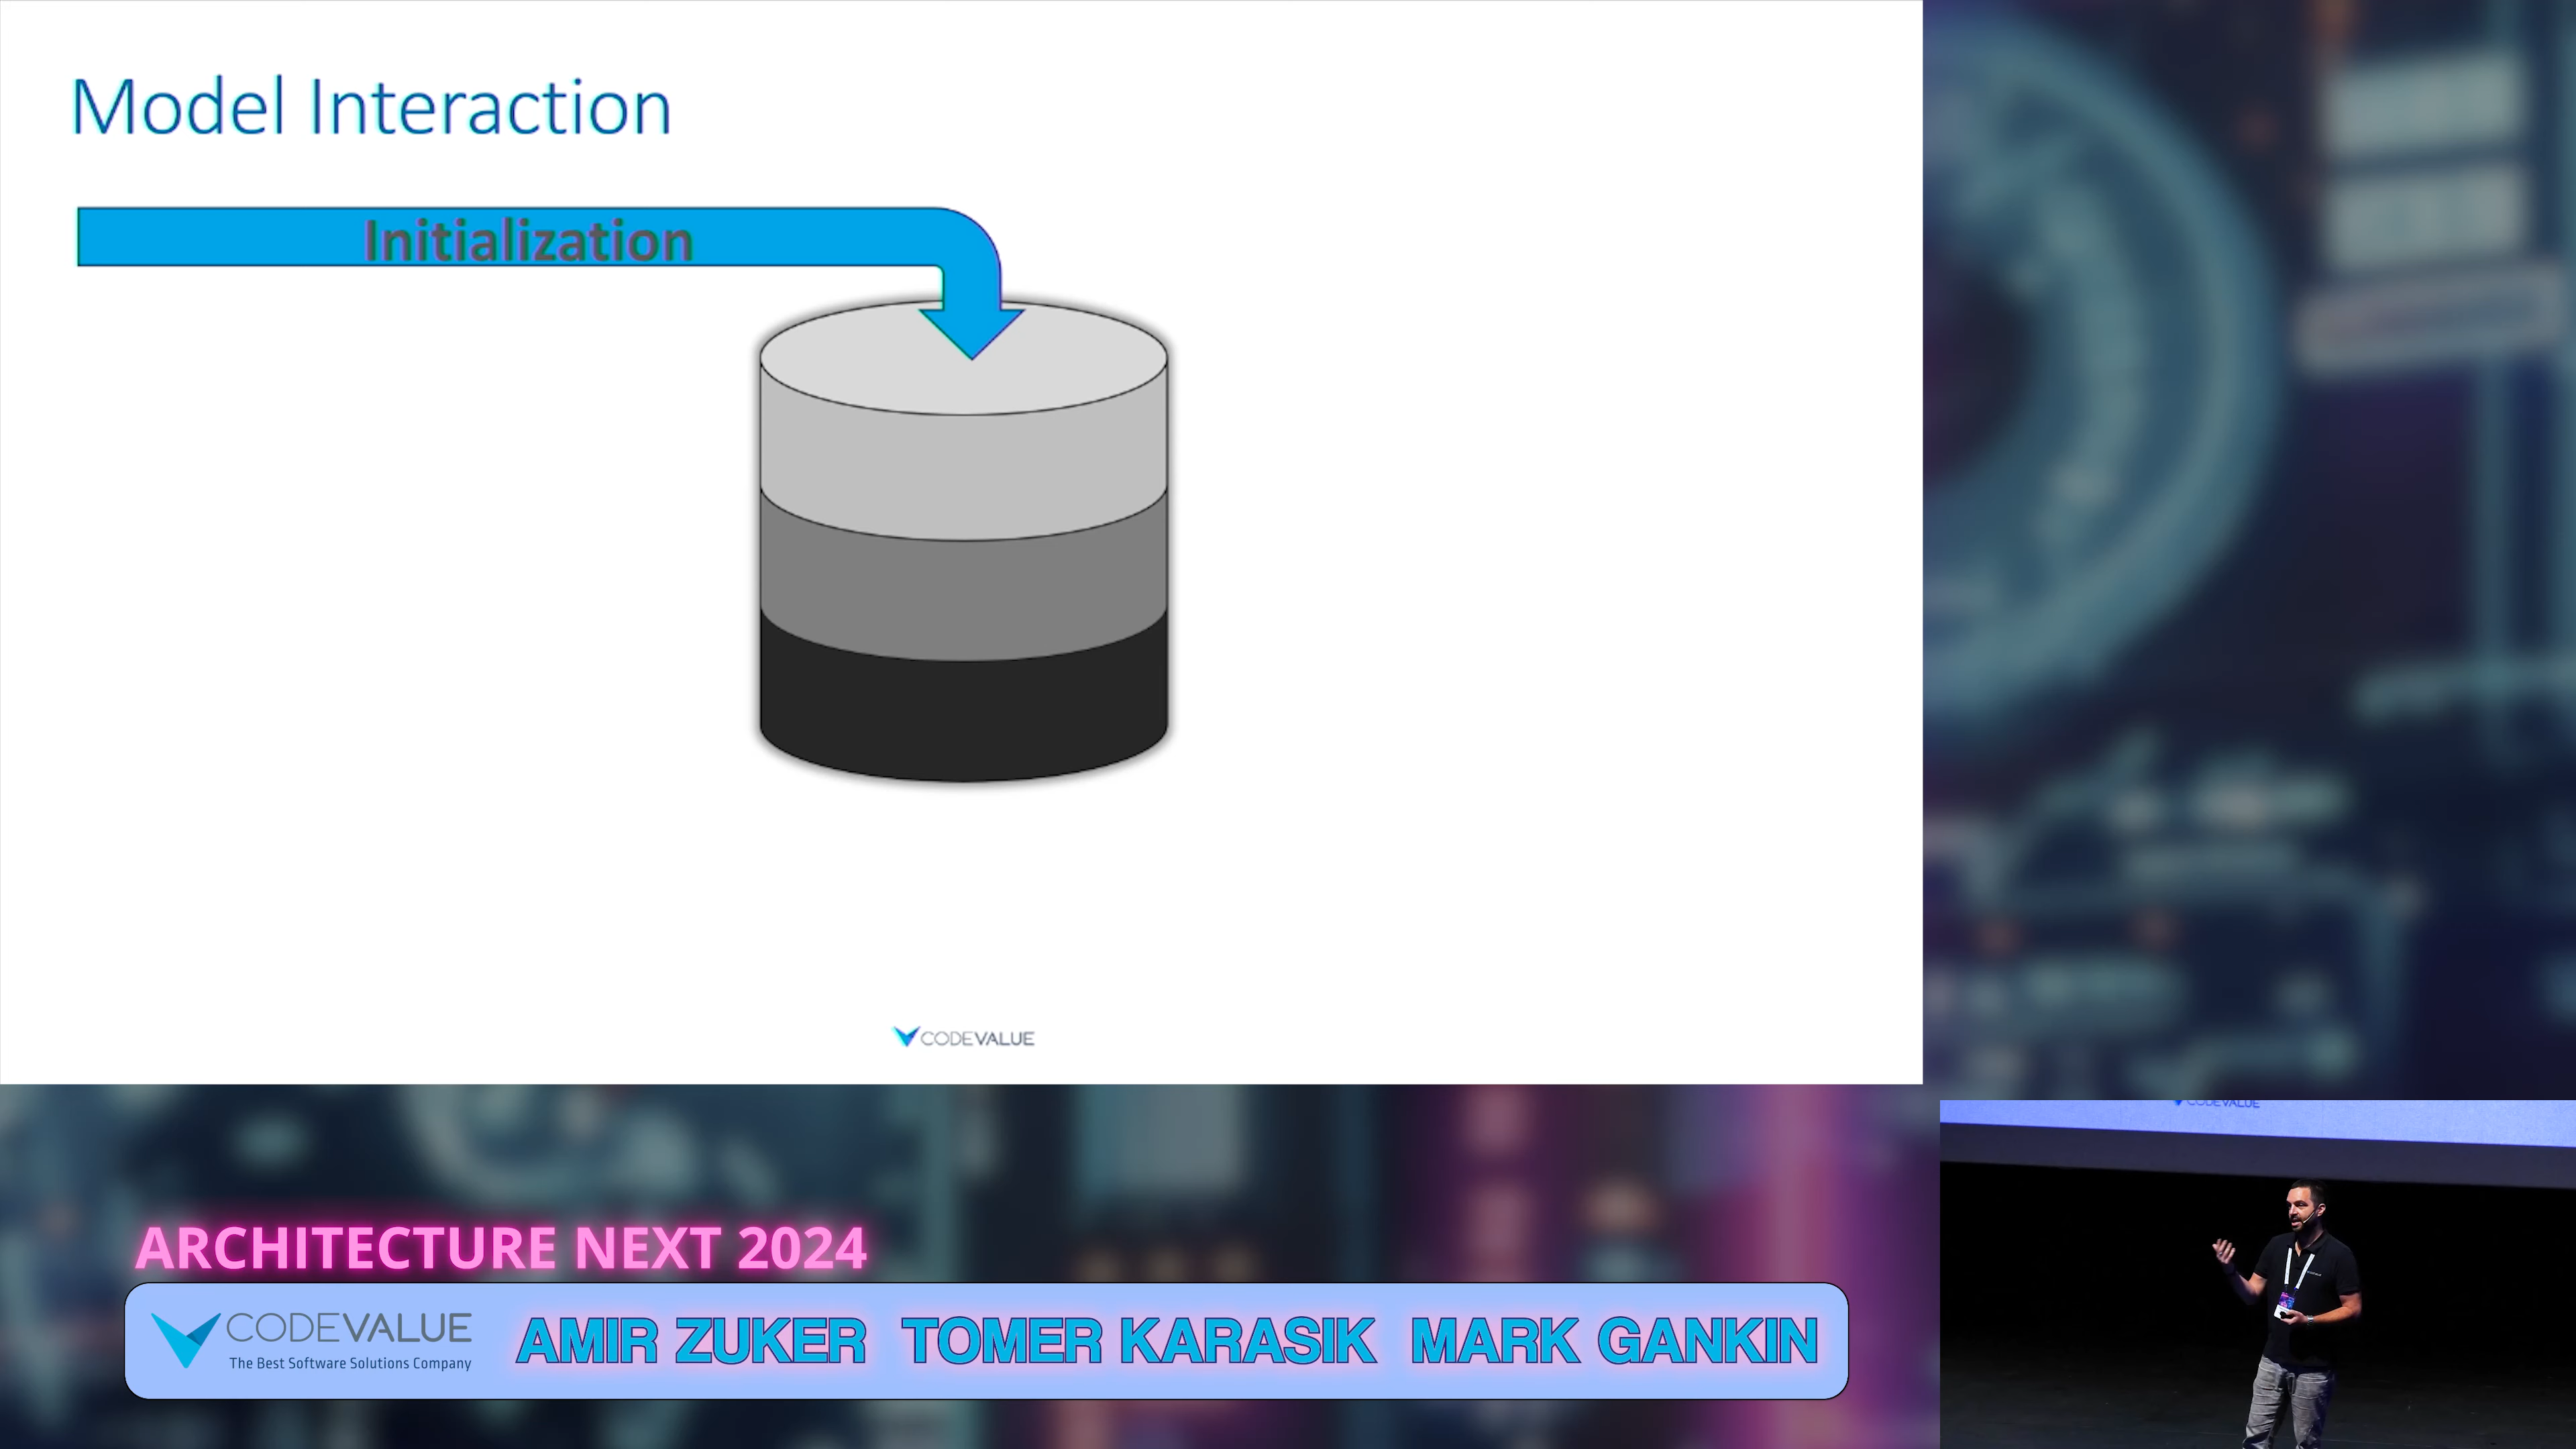 Model Interaction
Initialization
CODEVALUE
CODEVALUE
ARCHITECTURE NEXT 2024
CODEVALUE
The Best Software Solutions Company
AMIR ZUKER TOMER KARASIK MARK GANKIN